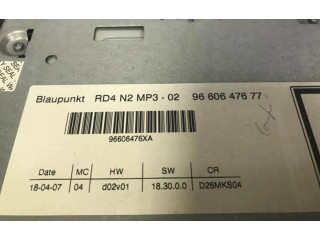 Blaupunkt RD4 N2 MP3 - 02 96 606 476 77
96606476XA
Date MC HW SW CR
18-04-07 04 d02v01 18.30.0.0 D25MKS04